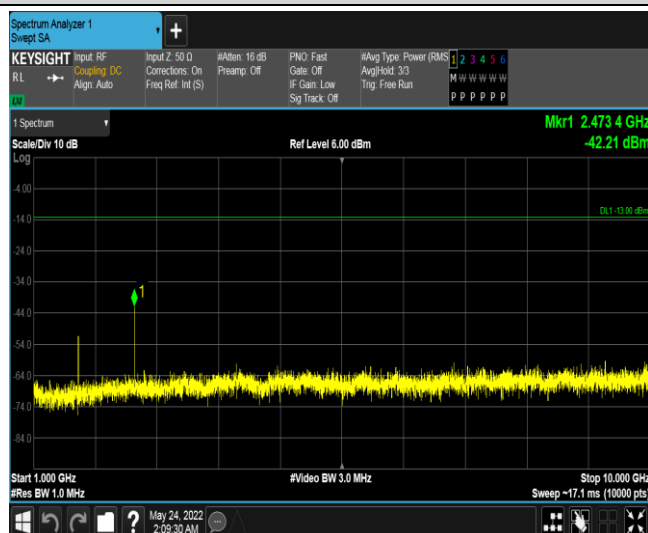 Spectrum Analyzer 1
Swept SA
+
KEYSIGHT
RL
Input: RF
Coupling: DC
Align: Auto
Input Z: 50 Ω
Corrections: On
Freq Ref: Int (S)
#Atten: 16 dB
Preamp: Off
PNO: Fast
Gate: Off
IF Gain: Low
Sig Track: Off
#Avg Type: Power (RMS
Avg|Hold: 3/3
Trig: Free Run
1 2 3 4 5 6
M W W W W W
P P P P P P
1 Spectrum
Mkr1 2.473 4 GHz
Scale/Div 10 dB
Ref Level 6.00 dBm
-42.21 dBm
Log
-4.00
DL1 -13.00 dBm
-14.0
-24.0
-34.0
1
-44.0
-54.0
-64.0
-74.0
-84.0
Start 1.000 GHz
#Video BW 3.0 MHz
Stop 10.000 GHz
#Res BW 1.0 MHz
Sweep ~17.1 ms (10000 pts)
?
May 24, 2022
2:09:30 AM